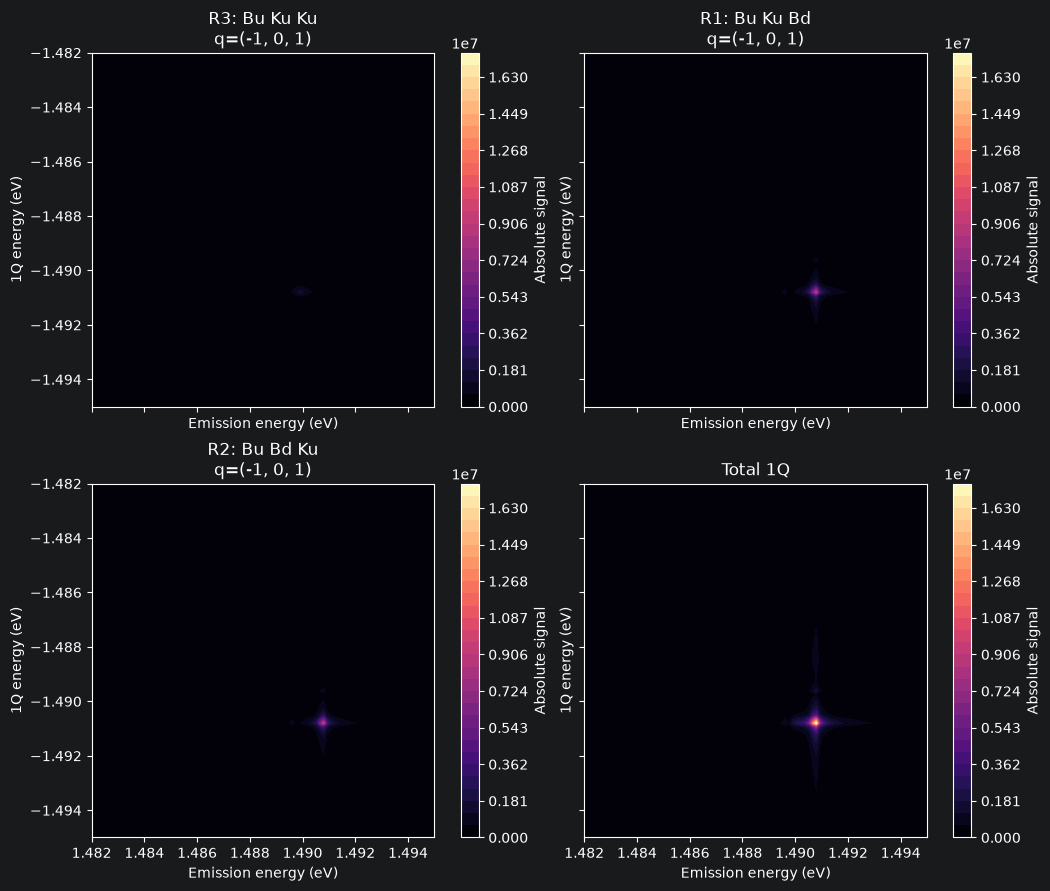 R3: Bu Ku Ku
q=(-1, 0, 1)
1Q energy (eV)
−1.482
−1.484
−1.486
−1.488
−1.490
−1.492
−1.494
Emission energy (eV)
1e7
1.630
1.449
1.268
1.087
0.906
0.724
0.543
0.362
0.181
0.000
Absolute signal
R1: Bu Ku Bd
q=(-1, 0, 1)
1Q energy (eV)
Emission energy (eV)
1e7
1.630
1.449
1.268
1.087
0.906
0.724
0.543
0.362
0.181
0.000
Absolute signal
R2: Bu Bd Ku
q=(-1, 0, 1)
1Q energy (eV)
−1.482
−1.484
−1.486
−1.488
−1.490
−1.492
−1.494
1.482 1.484 1.486 1.488 1.490 1.492 1.494
Emission energy (eV)
1e7
1.630
1.449
1.268
1.087
0.906
0.724
0.543
0.362
0.181
0.000
Absolute signal
Total 1Q
1Q energy (eV)
1.482 1.484 1.486 1.488 1.490 1.492 1.494
Emission energy (eV)
1e7
1.630
1.449
1.268
1.087
0.906
0.724
0.543
0.362
0.181
0.000
Absolute signal